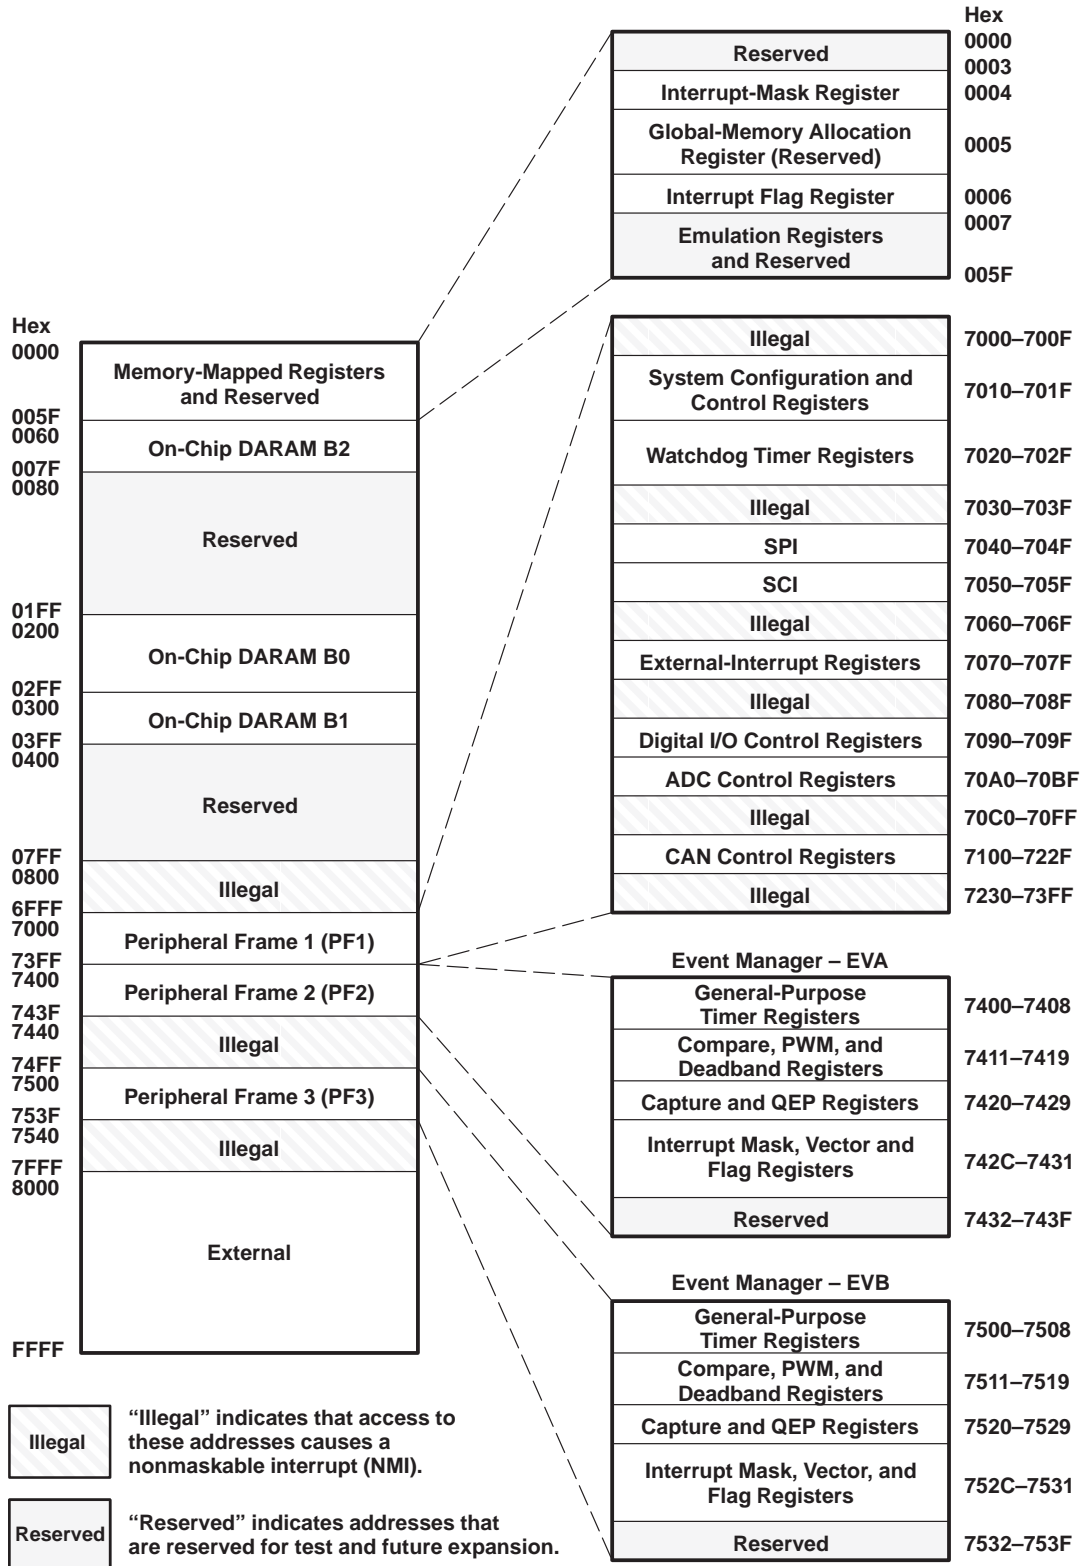 Hex
0000
Reserved
0003
Interrupt-Mask Register
0004
Global-Memory Allocation
Register (Reserved)
0005
Interrupt Flag Register
0006
0007
Emulation Registers
and Reserved
005F
Hex
0000
Memory-Mapped Registers
and Reserved
005F
0060
On-Chip DARAM B2
007F
0080
Reserved
01FF
0200
On-Chip DARAM B0
02FF
0300
On-Chip DARAM B1
03FF
0400
Reserved
07FF
0800
Illegal
6FFF
7000
Peripheral Frame 1 (PF1)
73FF
7400
Peripheral Frame 2 (PF2)
743F
7440
Illegal
74FF
7500
Peripheral Frame 3 (PF3)
753F
7540
Illegal
7FFF
8000
External
FFFF
Illegal
7000–700F
System Configuration and
Control Registers
7010–701F
Watchdog Timer Registers
7020–702F
Illegal
7030–703F
SPI
7040–704F
SCI
7050–705F
Illegal
7060–706F
External-Interrupt Registers
7070–707F
Illegal
7080–708F
Digital I/O Control Registers
7090–709F
ADC Control Registers
70A0–70BF
Illegal
70C0–70FF
CAN Control Registers
7100–722F
Illegal
7230–73FF
Event Manager – EVA
General-Purpose
Timer Registers
7400–7408
Compare, PWM, and
Deadband Registers
7411–7419
Capture and QEP Registers
7420–7429
Interrupt Mask, Vector and
Flag Registers
742C–7431
Reserved
7432–743F
Event Manager – EVB
General-Purpose
Timer Registers
7500–7508
Compare, PWM, and
Deadband Registers
7511–7519
Capture and QEP Registers
7520–7529
Interrupt Mask, Vector, and
Flag Registers
752C–7531
Reserved
7532–753F
Illegal
“Illegal” indicates that access to
these addresses causes a
nonmaskable interrupt (NMI).
Reserved
“Reserved” indicates addresses that
are reserved for test and future expansion.